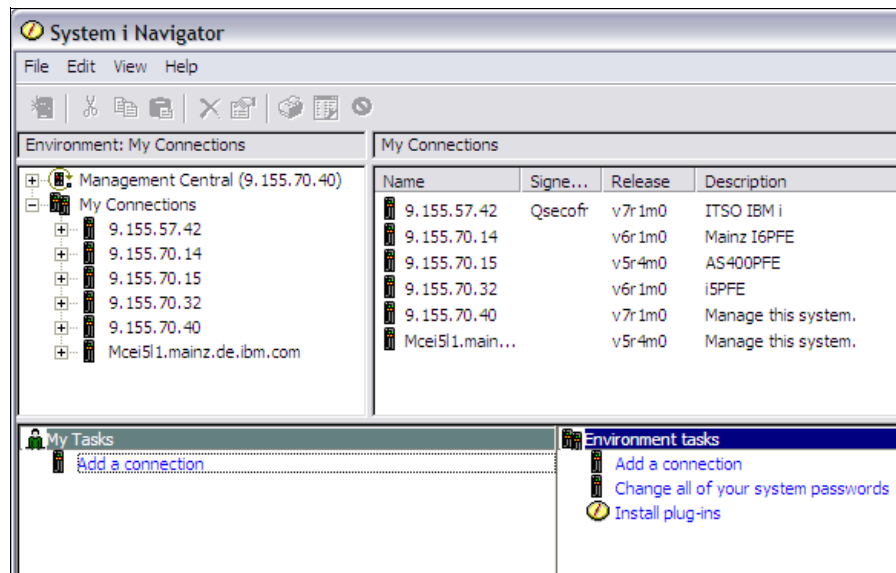 System i Navigator
File Edit View Help
Environment: My Connections
My Connections
Management Central (9.155.70.40)
My Connections
9.155.57.42
9.155.70.14
9.155.70.15
9.155.70.32
9.155.70.40
Mcei5l1.mainz.de.ibm.com
Name Signe... Release Description
9.155.57.42 Qsecofr v7r1m0 ITSO IBM i
9.155.70.14 v6r1m0 Mainz I6PFE
9.155.70.15 v5r4m0 AS400PFE
9.155.70.32 v6r1m0 i5PFE
9.155.70.40 v7r1m0 Manage this system.
Mcei5l1.main... v5r4m0 Manage this system.
My Tasks
Add a connection
Environment tasks
Add a connection
Change all of your system passwords
Install plug-ins